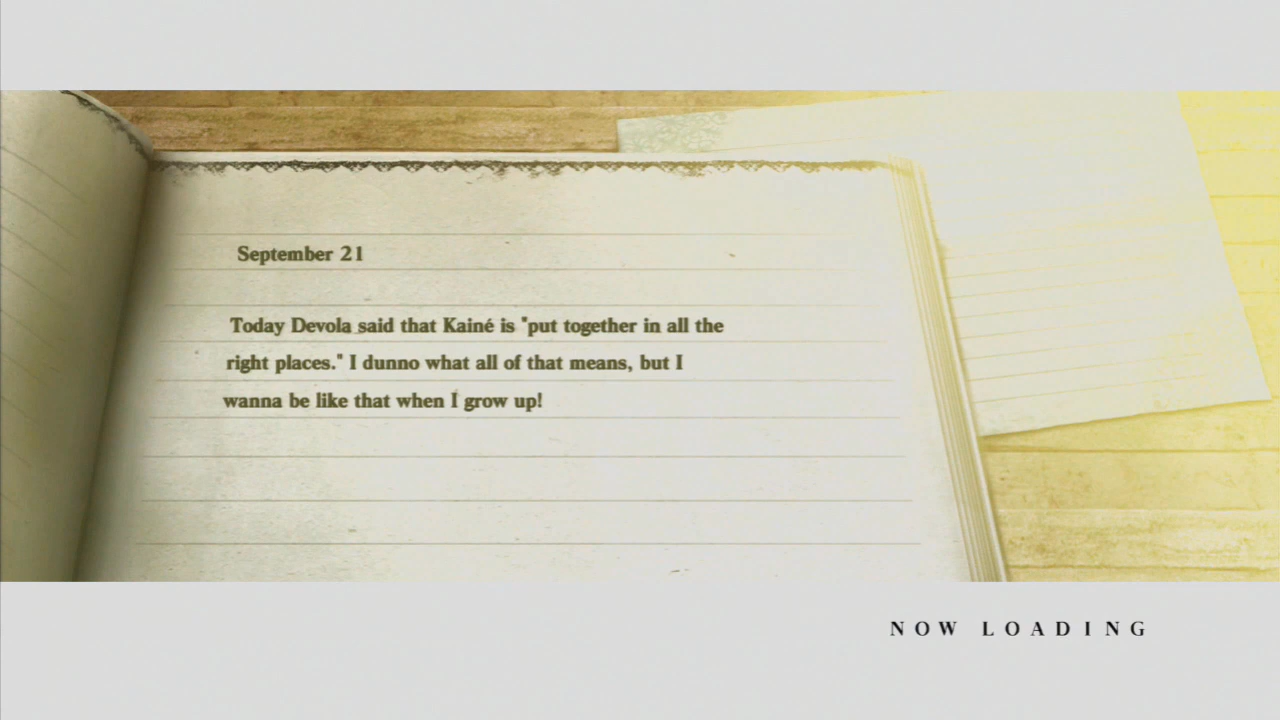 September 21
Today Devola said that Kainé is "put together in all the
right places." I dunno what all of that means, but I
wanna be like that when I grow up!
NOW LOADING